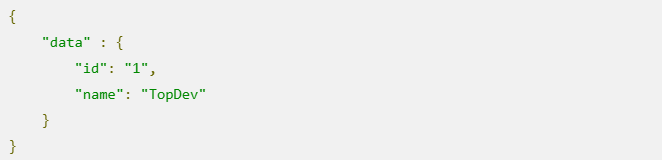 {
    "data" : {
        "id": "1",
        "name": "TopDev"
    }
}